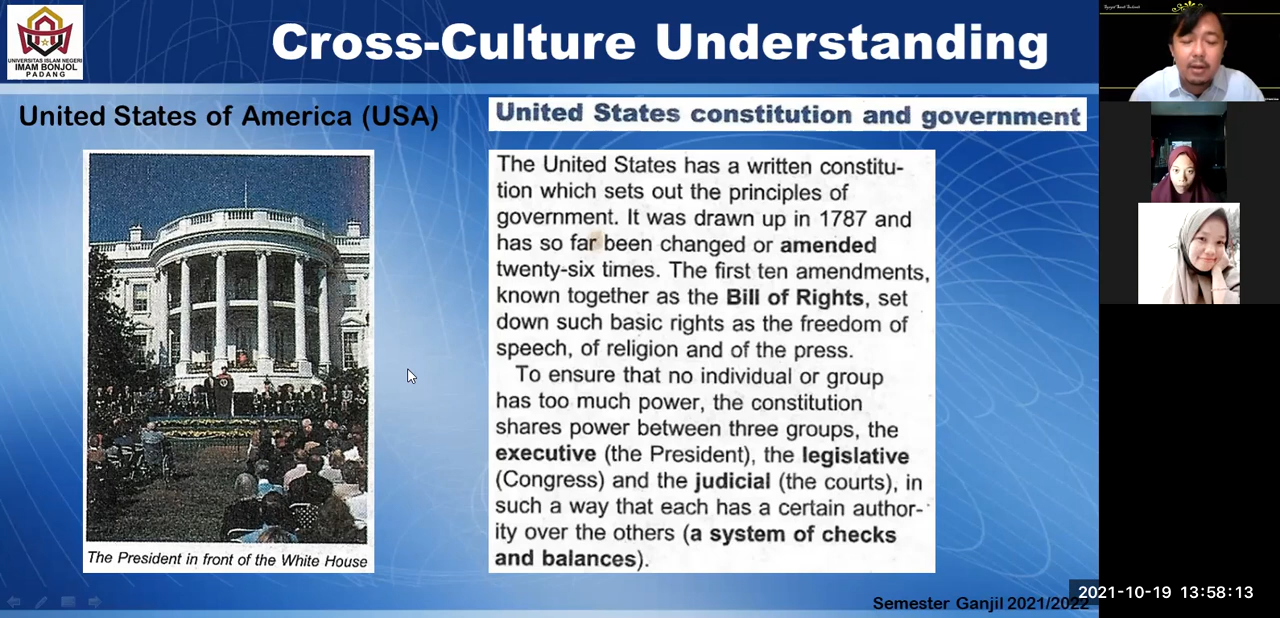 UNIVERSITAS ISLAM NEGERI
IMAM BONJOL
PADANG
Cross-Culture Understanding
United States of America (USA)
United States constitution and government
The United States has a written constitu-
tion which sets out the principles of
government. It was drawn up in 1787 and
has so far been changed or amended
twenty-six times. The first ten amendments,
known together as the Bill of Rights, set
down such basic rights as the freedom of
speech, of religion and of the press.
To ensure that no individual or group
has too much power, the constitution
shares power between three groups, the
executive (the President), the legislative
(Congress) and the judicial (the courts), in
such a way that each has a certain author-
ity over the others (a system of checks
and balances).
The President in front of the White House
Semester Ganjil 2021/2022
2021-10-19 13:58:13